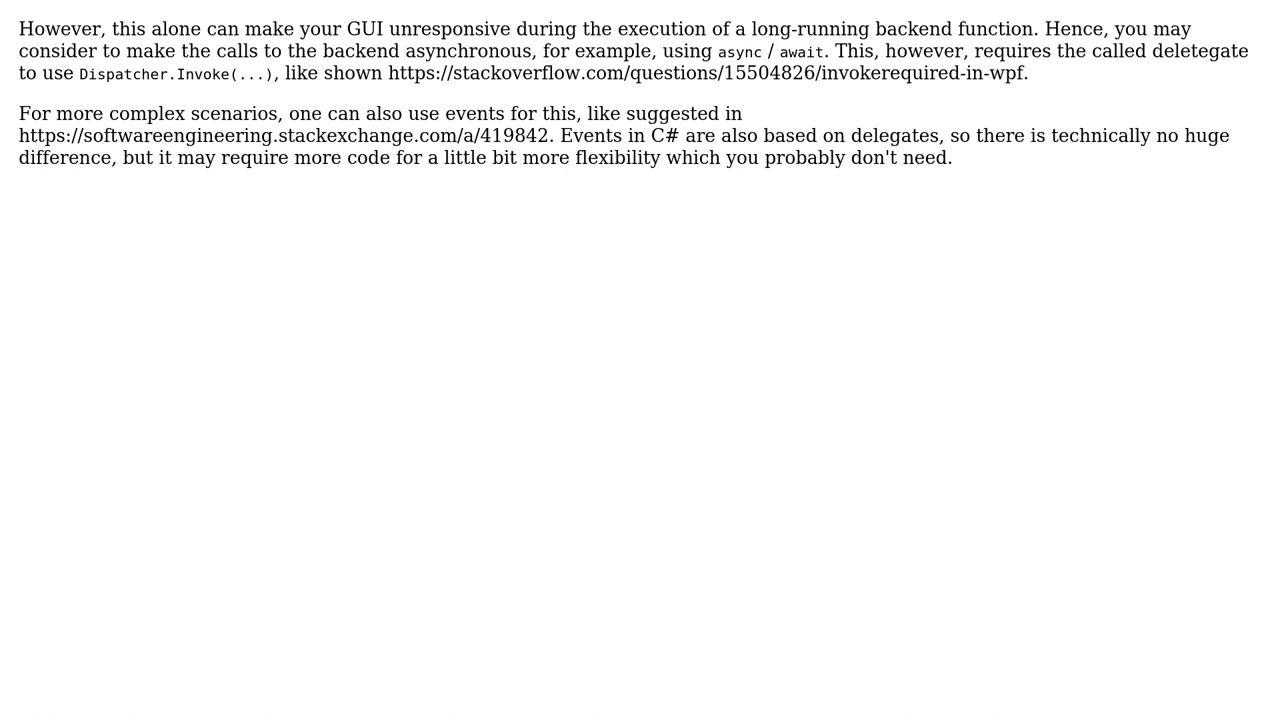 However, this alone can make your GUI unresponsive during the execution of a long-running backend function. Hence, you may
consider to make the calls to the backend asynchronous, for example, using async / await. This, however, requires the called deletegate
to use Dispatcher.Invoke(...), like shown https://stackoverflow.com/questions/15504826/invokerequired-in-wpf.
For more complex scenarios, one can also use events for this, like suggested in
https://softwareengineering.stackexchange.com/a/419842. Events in C# are also based on delegates, so there is technically no huge
difference, but it may require more code for a little bit more flexibility which you probably don't need.